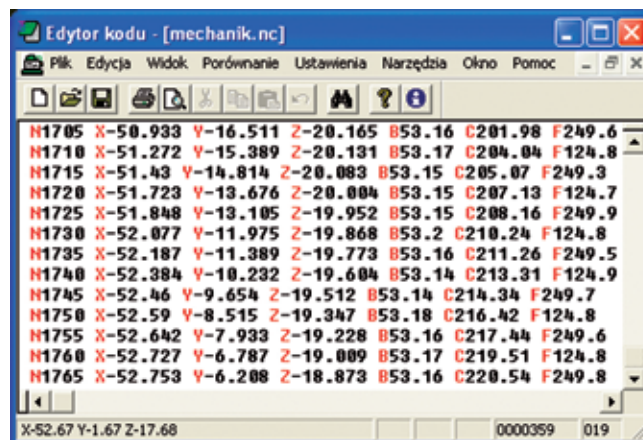 Edytor kodu - [mechanik.nc]
Plik Edycja Widok Porównanie Ustawienia Narzędzia Okno Pomoc
N1705 X-50.933 Y-16.511 Z-20.165 B53.16 C201.98 F249.6
N1710 X-51.272 Y-15.389 Z-20.131 B53.17 C204.04 F124.8
N1715 X-51.43 Y-14.814 Z-20.083 B53.15 C205.07 F249.3
N1720 X-51.723 Y-13.676 Z-20.004 B53.15 C207.13 F124.7
N1725 X-51.848 Y-13.105 Z-19.952 B53.15 C208.16 F249.9
N1730 X-52.077 Y-11.975 Z-19.868 B53.2 C210.24 F124.8
N1735 X-52.187 Y-11.389 Z-19.773 B53.16 C211.26 F249.5
N1740 X-52.384 Y-10.232 Z-19.604 B53.14 C213.31 F124.9
N1745 X-52.46 Y-9.654 Z-19.512 B53.14 C214.34 F249.7
N1750 X-52.59 Y-8.515 Z-19.347 B53.18 C216.42 F124.8
N1755 X-52.642 Y-7.933 Z-19.228 B53.16 C217.44 F249.6
N1760 X-52.727 Y-6.787 Z-19.009 B53.17 C219.51 F124.8
N1765 X-52.753 Y-6.208 Z-18.873 B53.16 C220.54 F249.8
X-52.67 Y-1.67 Z-17.68 0000359 019